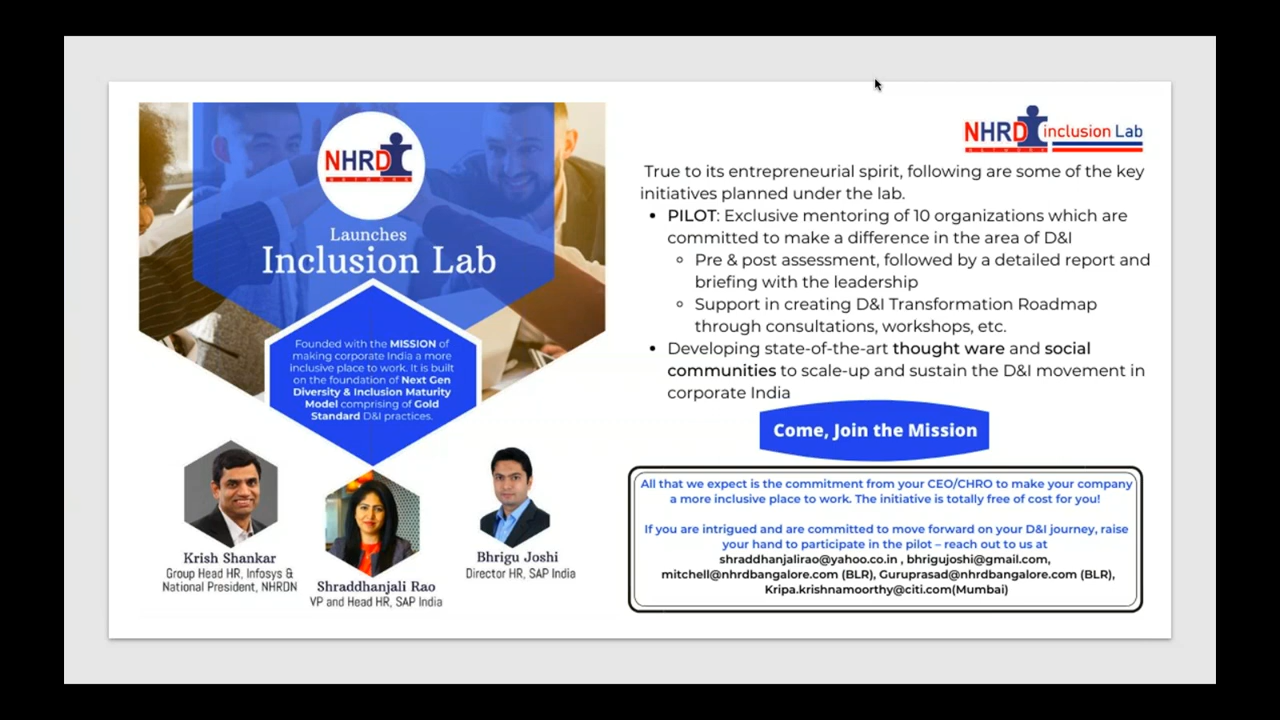 NHRD
NETWORK
Launches
Inclusion Lab
Founded with the MISSION of
making corporate India a more
inclusive place to work. It is built
on the foundation of Next Gen
Diversity & Inclusion Maturity
Model comprising of Gold
Standard D&I practices.
Krish Shankar
Group Head HR, Infosys &
National President, NHRDN
Shraddhanjali Rao
VP and Head HR, SAP India
Bhrigu Joshi
Director HR, SAP India
NHRD inclusion Lab
NETWORK
True to its entrepreneurial spirit, following are some of the key
initiatives planned under the lab.
• PILOT: Exclusive mentoring of 10 organizations which are
committed to make a difference in the area of D&I
◦ Pre & post assessment, followed by a detailed report and
briefing with the leadership
◦ Support in creating D&I Transformation Roadmap
through consultations, workshops, etc.
• Developing state-of-the-art thought ware and social
communities to scale-up and sustain the D&I movement in
corporate India
Come, Join the Mission
All that we expect is the commitment from your CEO/CHRO to make your company
a more inclusive place to work. The initiative is totally free of cost for you!
If you are intrigued and are committed to move forward on your D&I journey, raise
your hand to participate in the pilot – reach out to us at
shraddhanjalirao@yahoo.co.in , bhrigujoshi@gmail.com,
mitchell@nhrdbangalore.com (BLR), Guruprasad@nhrdbangalore.com (BLR),
Kripa.krishnamoorthy@citi.com(Mumbai)